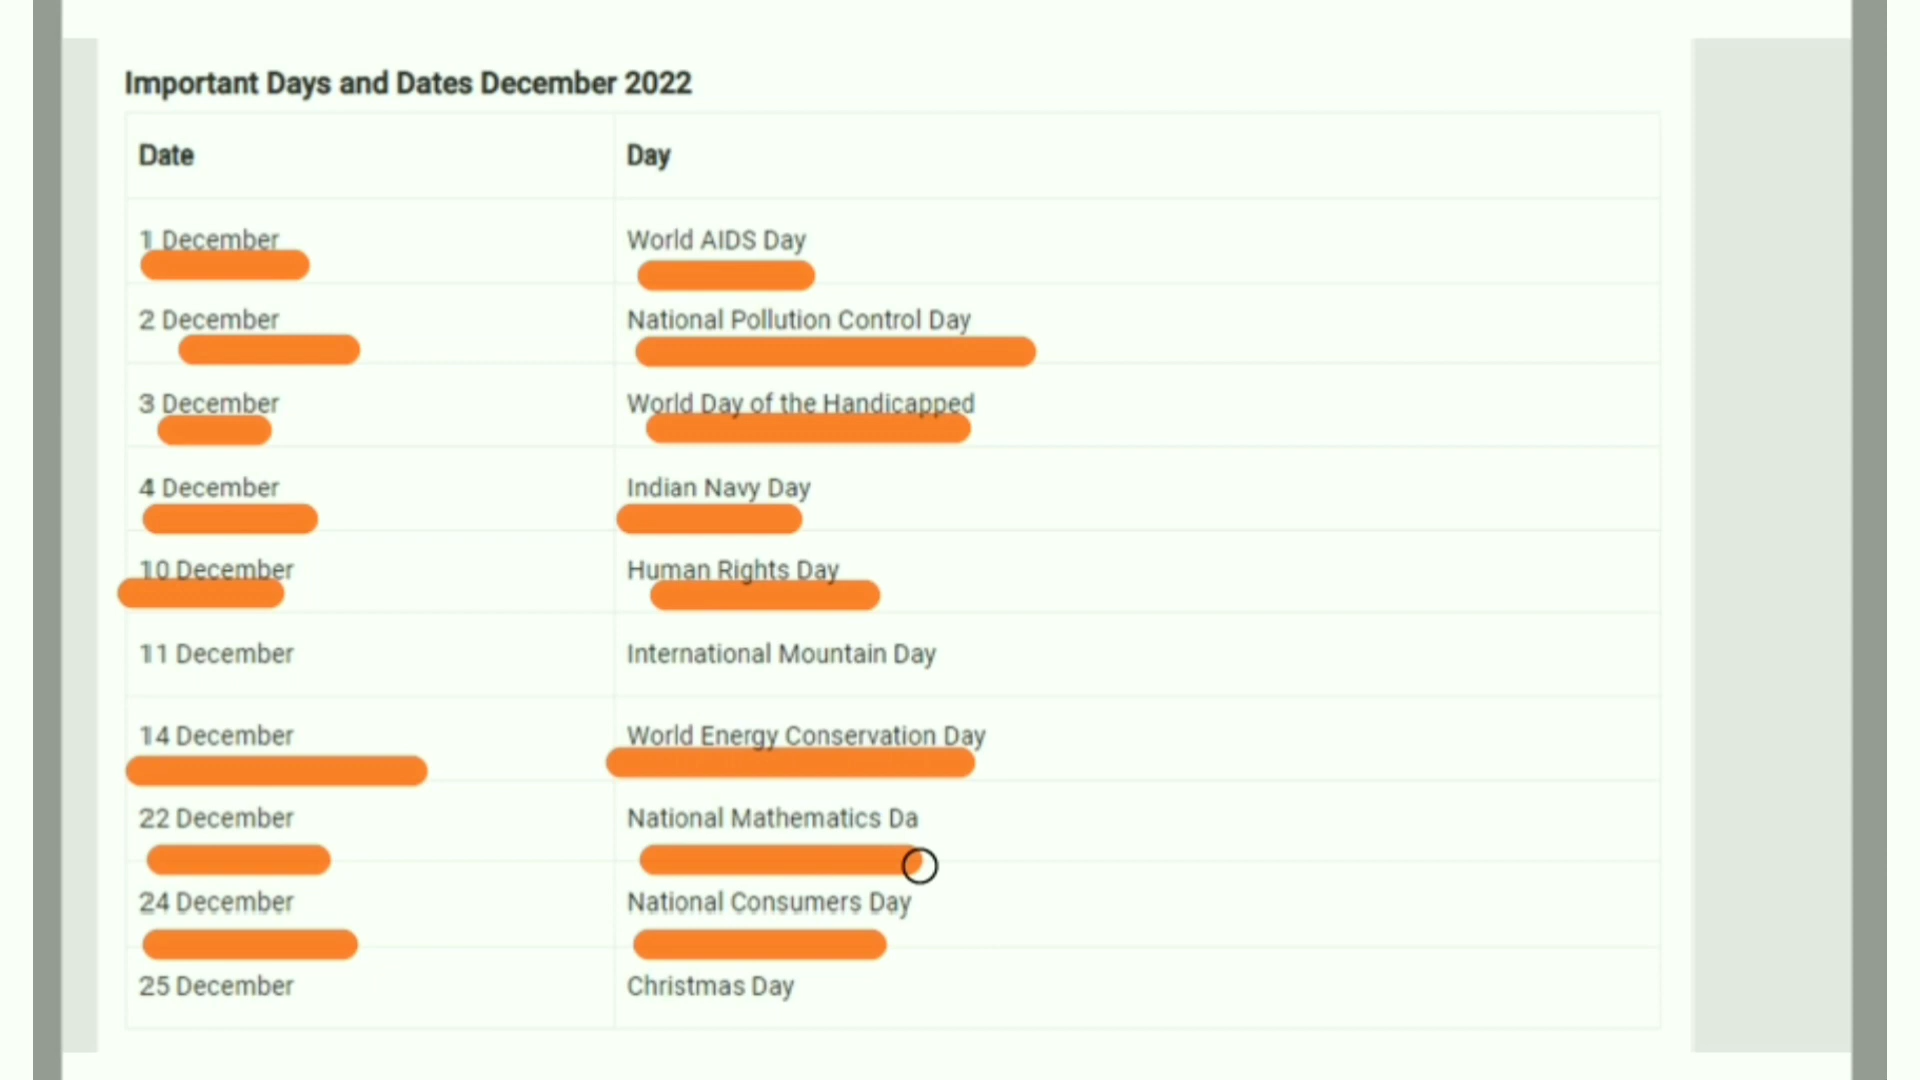 Important Days and Dates December 2022
Date Day
1 December World AIDS Day
2 December National Pollution Control Day
3 December World Day of the Handicapped
4 December Indian Navy Day
10 December Human Rights Day
11 December International Mountain Day
14 December World Energy Conservation Day
22 December National Mathematics Da
24 December National Consumers Day
25 December Christmas Day